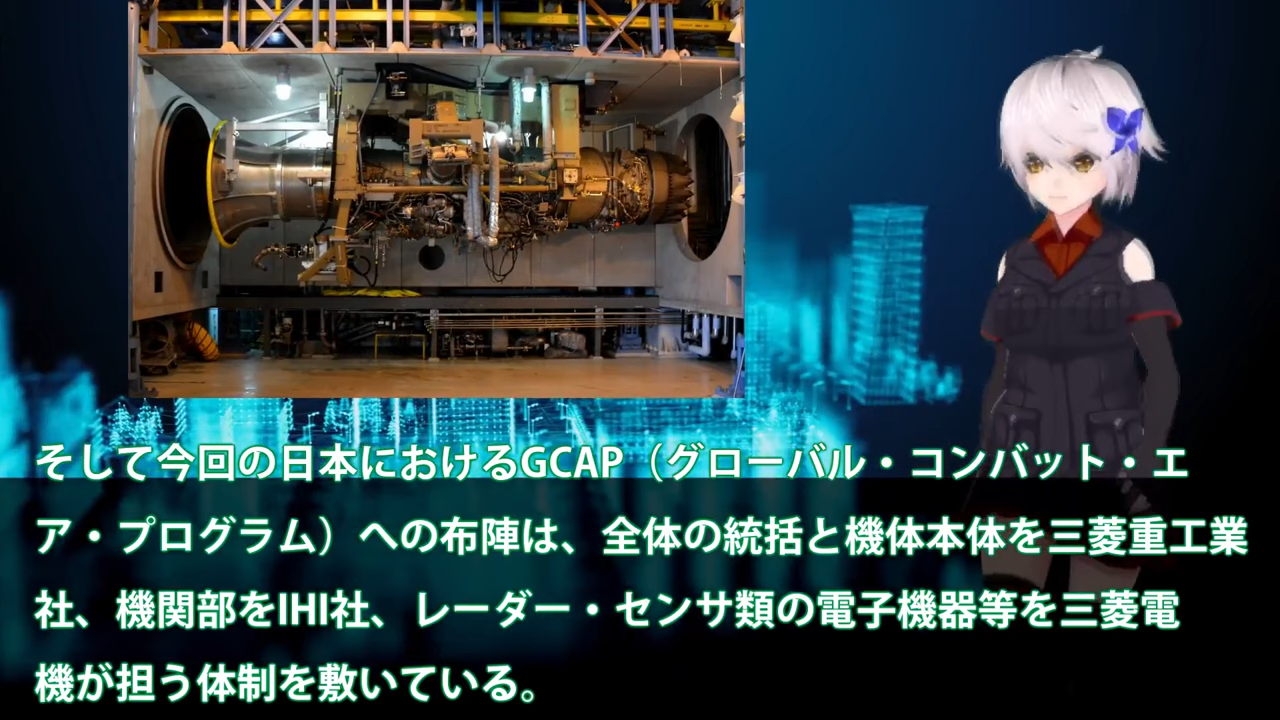 そして今回の日本におけるGCAP（グローバル・コンバット・エ
ア・プログラム）への布陣は、全体の統括と機体本体を三菱重工業
社、機関部をIHI社、レーダー・センサ類の電子機器等を三菱電
機が担う体制を敷いている。